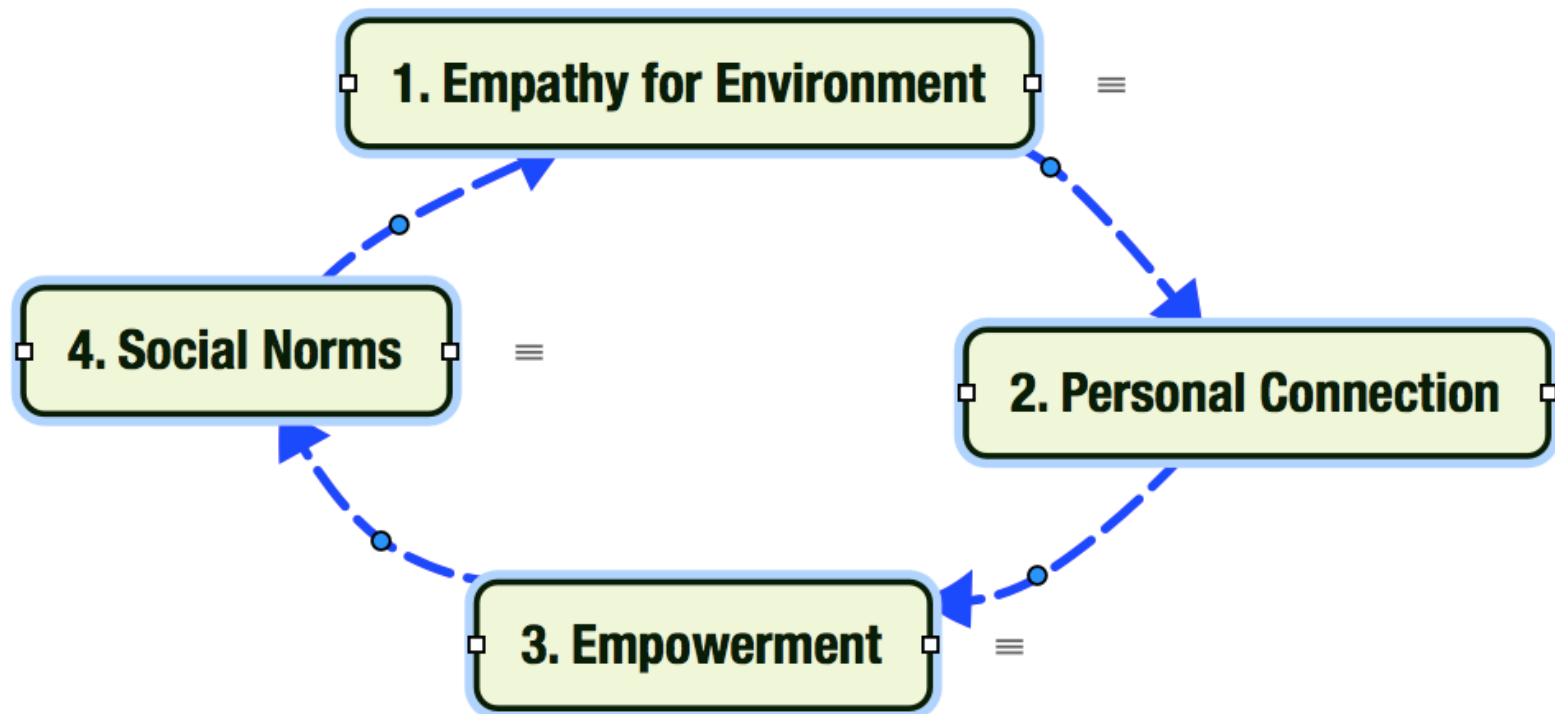 1. Empathy for Environment
2. Personal Connection
3. Empowerment
4. Social Norms